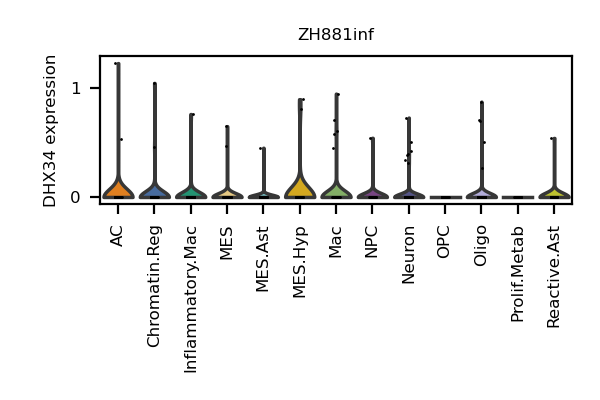 ZH881inf
DHX34 expression
1
0
AC
Chromatin.Reg
Inflammatory.Mac
MES
MES.Ast
MES.Hyp
Mac
NPC
Neuron
OPC
Oligo
Prolif.Metab
Reactive.Ast